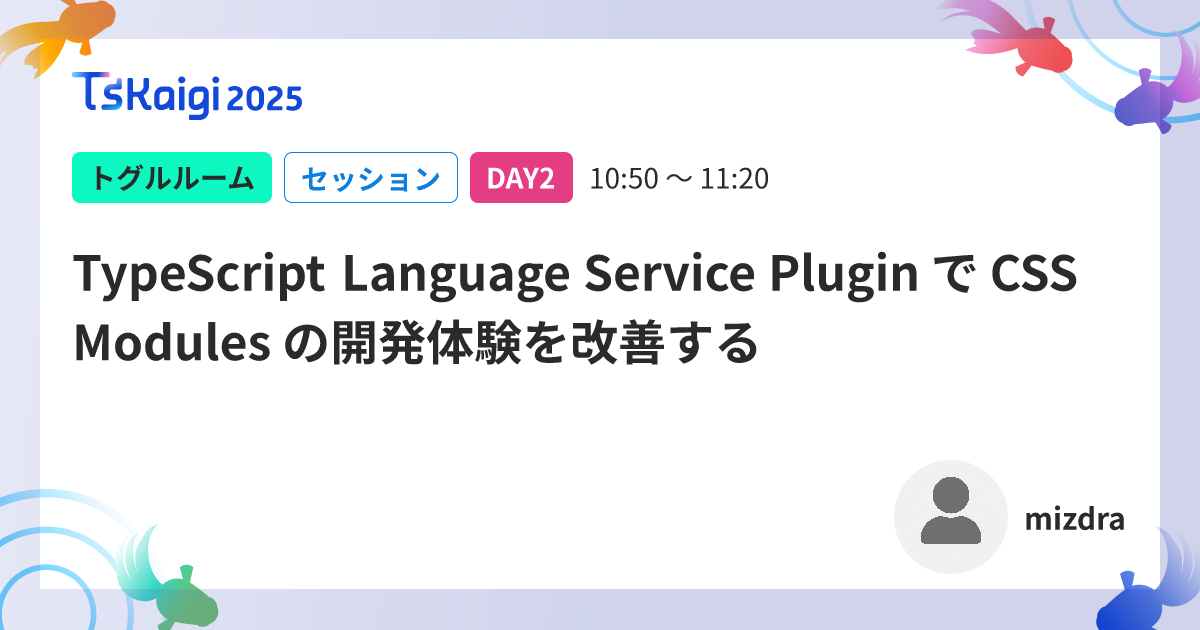 TSKaigi 2025
トグルルーム セッション DAY2 10:50 〜 11:20
TypeScript Language Service Plugin で CSS
Modules の開発体験を改善する
mizdra